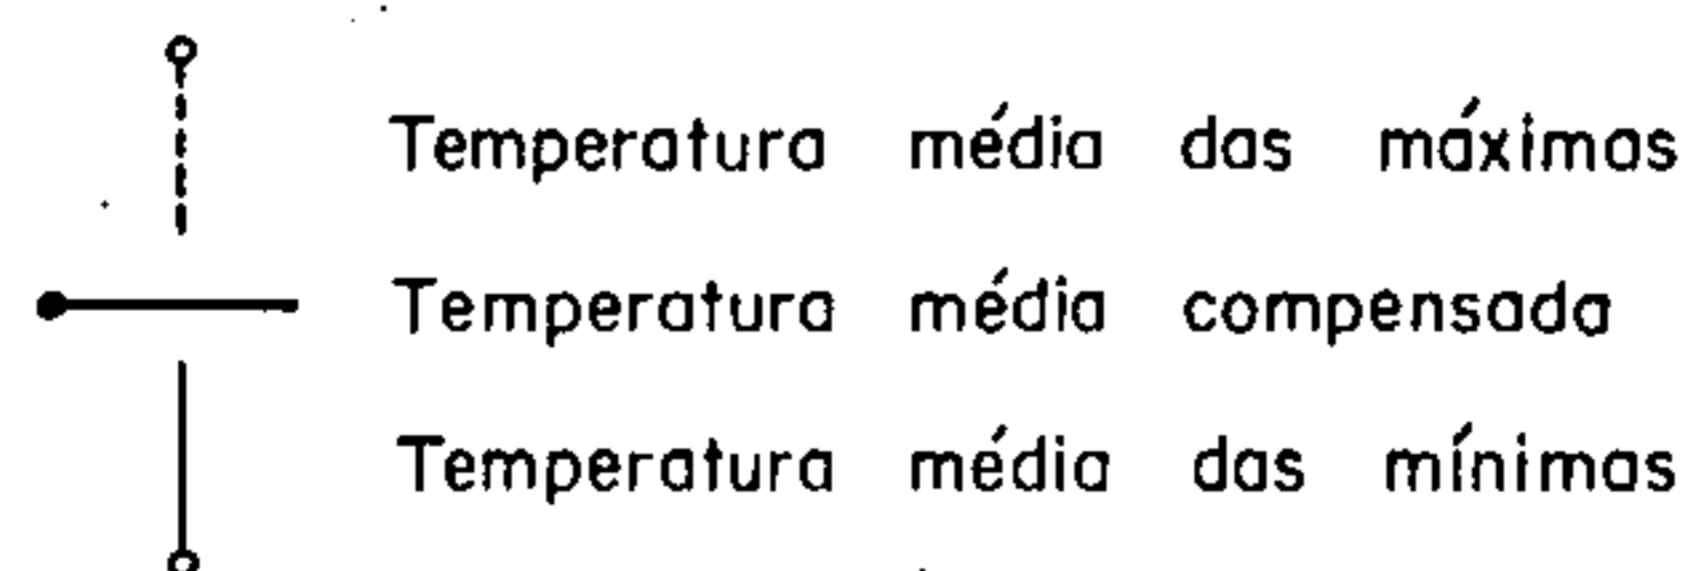 Temperatura média das máximas
Temperatura média compensada
Temperatura média das mínimas